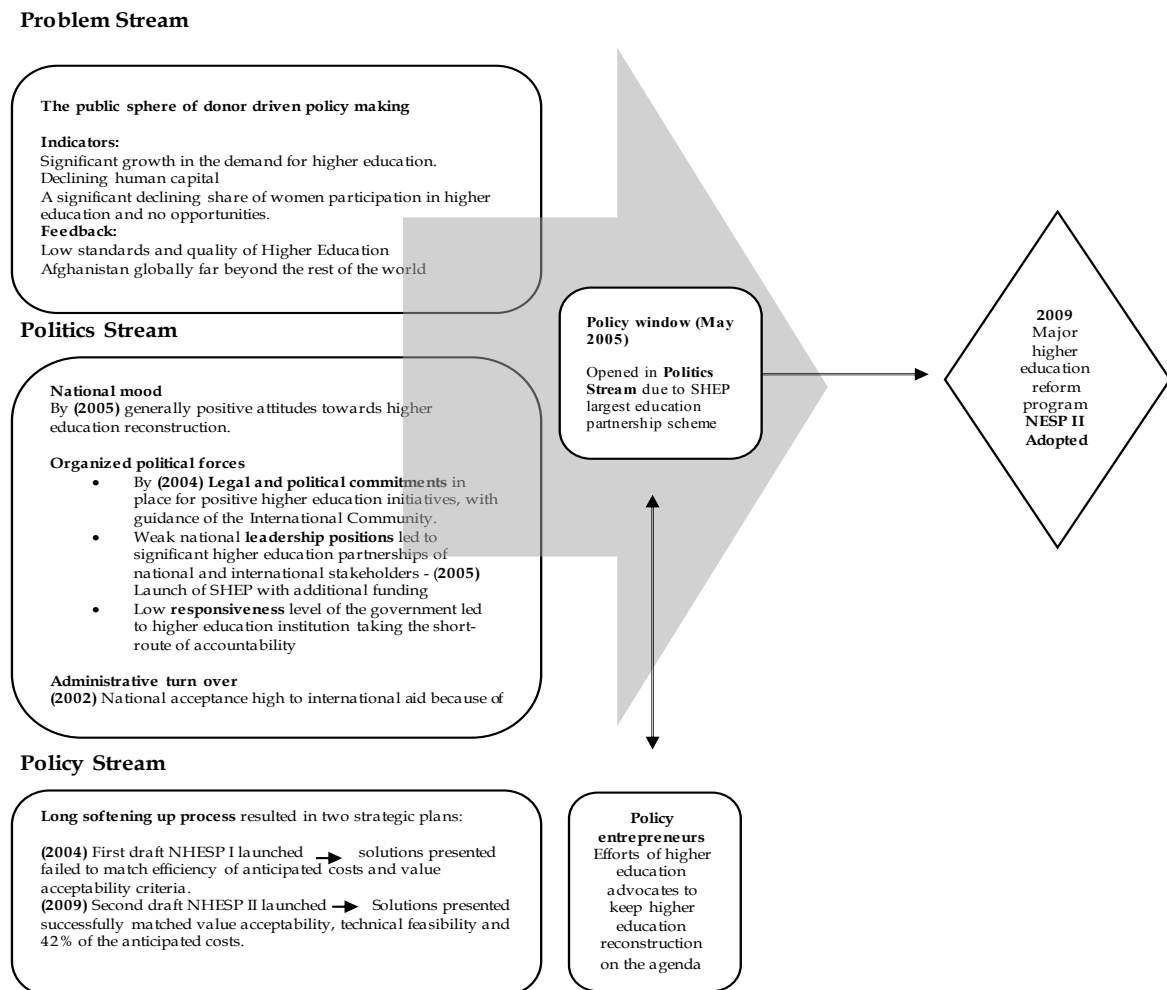 Problem Stream
The public sphere of donor driven policy making
Indicators:
Significant growth in the demand for higher education.
Declining human capital
A significant declining share of women participation in higher
education and no opportunities.
Feedback:
Low standards and quality of Higher Education
Afghanistan globally far beyond the rest of the world
Politics Stream
National mood
By (2005) generally positive attitudes towards higher
education reconstruction.
Organized political forces
• By (2004) Legal and political commitments in
place for positive higher education initiatives, with
guidance of the International Community.
• Weak national leadership positions led to
significant higher education partnerships of
national and international stakeholders - (2005)
Launch of SHEP with additional funding
• Low responsiveness level of the government led
to higher education institution taking the short-
route of accountability
Administrative turn over
(2002) National acceptance high to international aid because of
Policy window (May
2005)
Opened in Politics
Stream due to SHEP
largest education
partnership scheme
2009
Major
higher
education
reform
program
NESP II
Adopted
Policy Stream
Long softening up process resulted in two strategic plans:
(2004) First draft NHESP I launched → solutions presented
failed to match efficiency of anticipated costs and value
acceptability criteria.
(2009) Second draft NHESP II launched → Solutions presented
successfully matched value acceptability, technical feasibility and
42% of the anticipated costs.
Policy
entrepreneurs
Efforts of higher
education
advocates to
keep higher
education
reconstruction
on the agenda